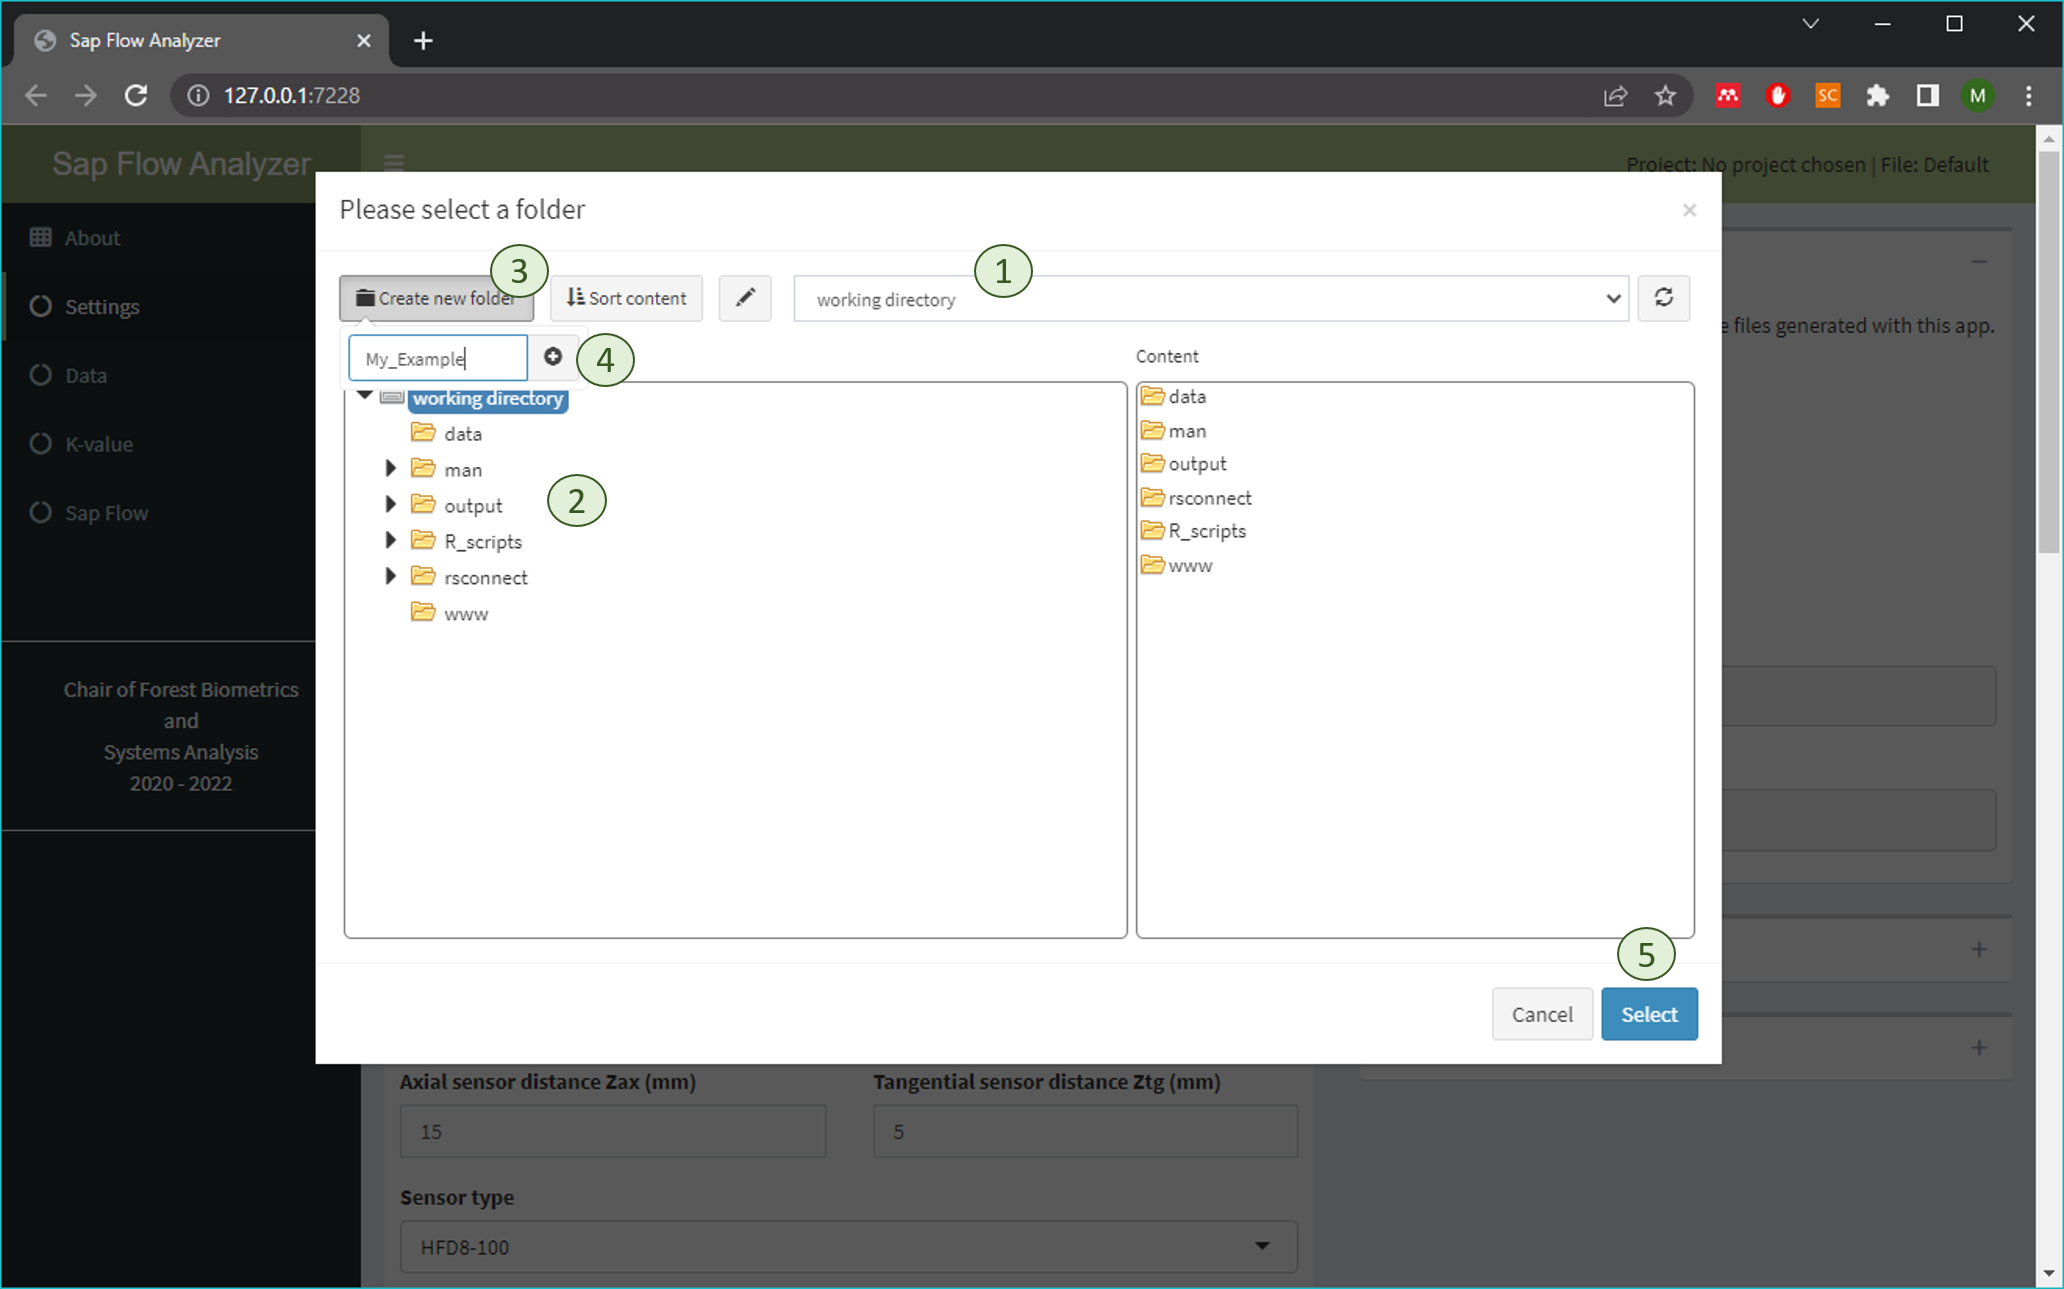 Sap Flow Analyzer
127.0.0.1:7228
SC
M
Sap Flow Analyzer
Project: No project chosen | File: Default
About
Settings
Data
K-value
Sap Flow
Chair of Forest Biometrics
and
Systems Analysis
2020 - 2022
Please select a folder
×
3
1
Create new folder
Sort content
working directory
e files generated with this app.
My_Example
4
Content
working directory
data
man
output
R_scripts
rsconnect
www
2
data
man
output
rsconnect
R_scripts
www
5
Cancel
Select
Axial sensor distance Zax (mm)
Tangential sensor distance Ztg (mm)
15
5
Sensor type
HFD8-100